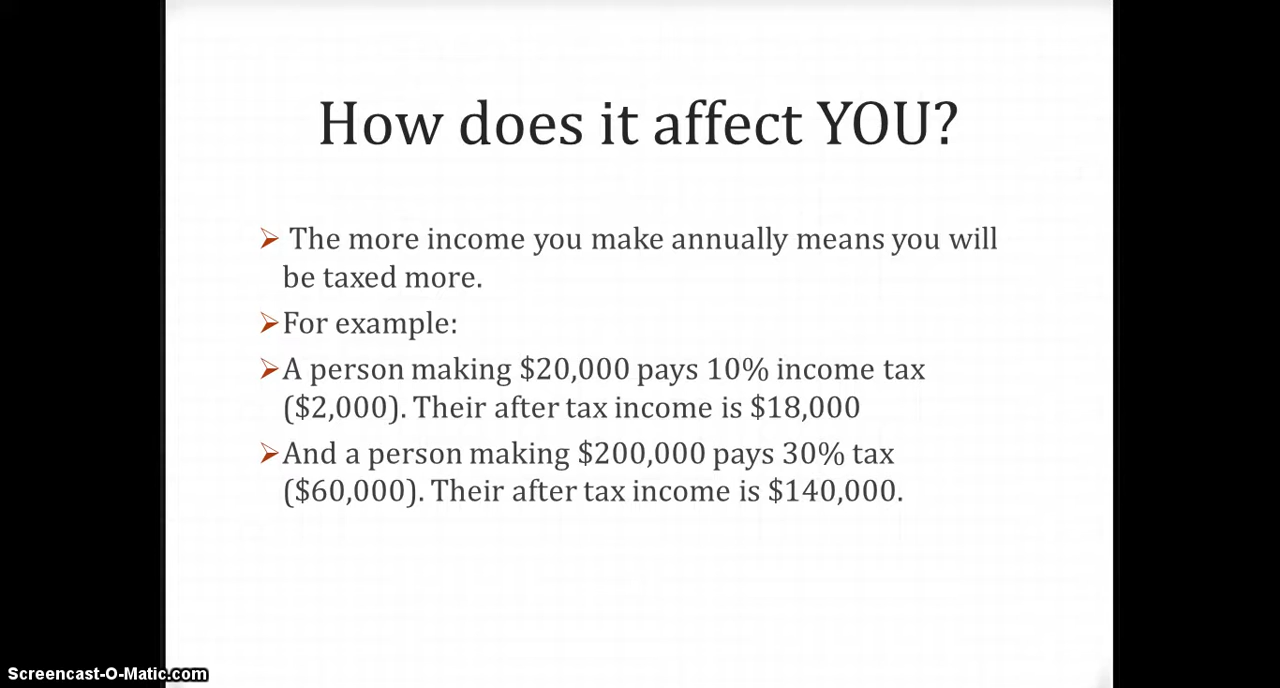 How does it affect YOU?
The more income you make annually means you will
be taxed more.
For example:
A person making $20,000 pays 10% income tax
($2,000). Their after tax income is $18,000
And a person making $200,000 pays 30% tax
($60,000). Their after tax income is $140,000.
Screencast-O-Matic.com